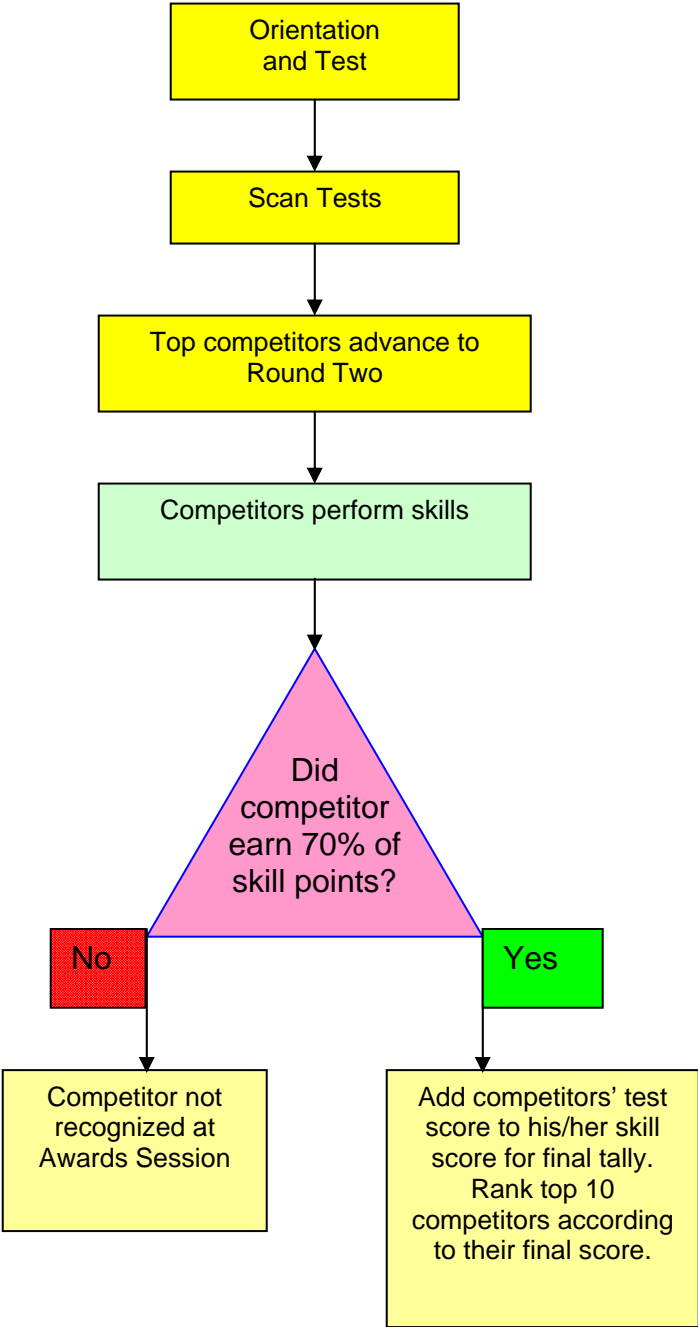 Orientation
and Test
Scan Tests
Top competitors advance to
Round Two
Competitors perform skills
Did
competitor
earn 70% of
skill points?
No
Yes
Competitor not
recognized at
Awards Session
Add competitors’ test
score to his/her skill
score for final tally.
Rank top 10
competitors according
to their final score.